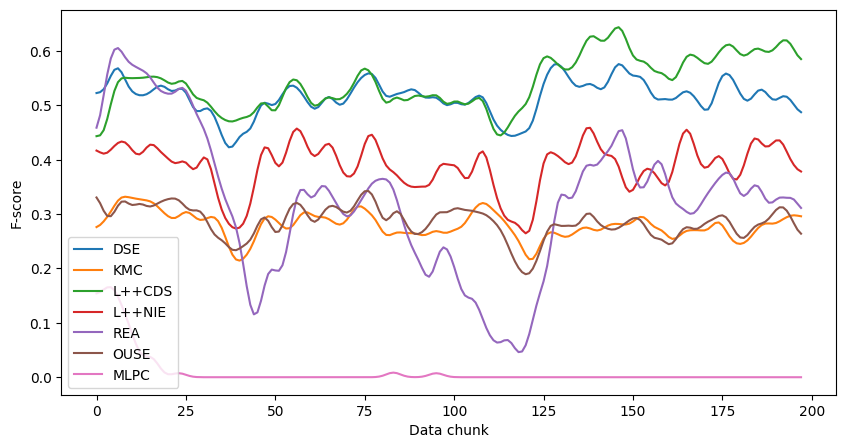 F-score
0.6
0.5
0.4
0.3
0.2
0.1
0.0
DSE
KMC
L++CDS
L++NIE
REA
OUSE
MLPC
0 25 50 75 100 125 150 175 200
Data chunk